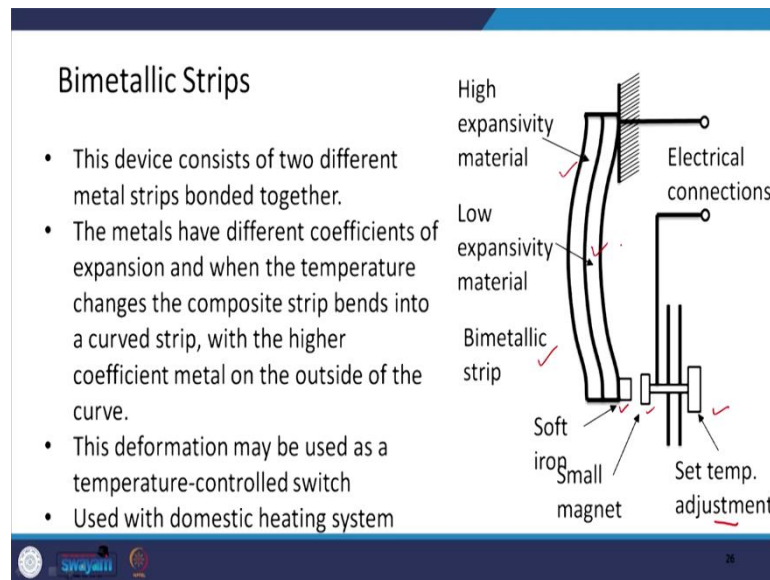 Bimetallic Strips
• This device consists of two different
metal strips bonded together.
• The metals have different coefficients of
expansion and when the temperature
changes the composite strip bends into
a curved strip, with the higher
coefficient metal on the outside of the
curve.
• This deformation may be used as a
temperature-controlled switch
• Used with domestic heating system
High
expansivity
material
Low
expansivity
material
Bimetallic
strip
Soft
iron
Small
magnet
Electrical
connections
Set temp.
adjustment
swayam
26